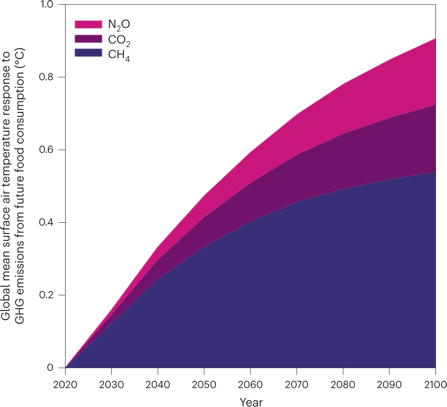 Global mean surface air temperature response to
GHG emissions from future food consumption (°C)
1.0
0.8
0.6
0.4
0.2
0
N₂O
CO₂
CH₄
2020 2030 2040 2050 2060 2070 2080 2090 2100
Year